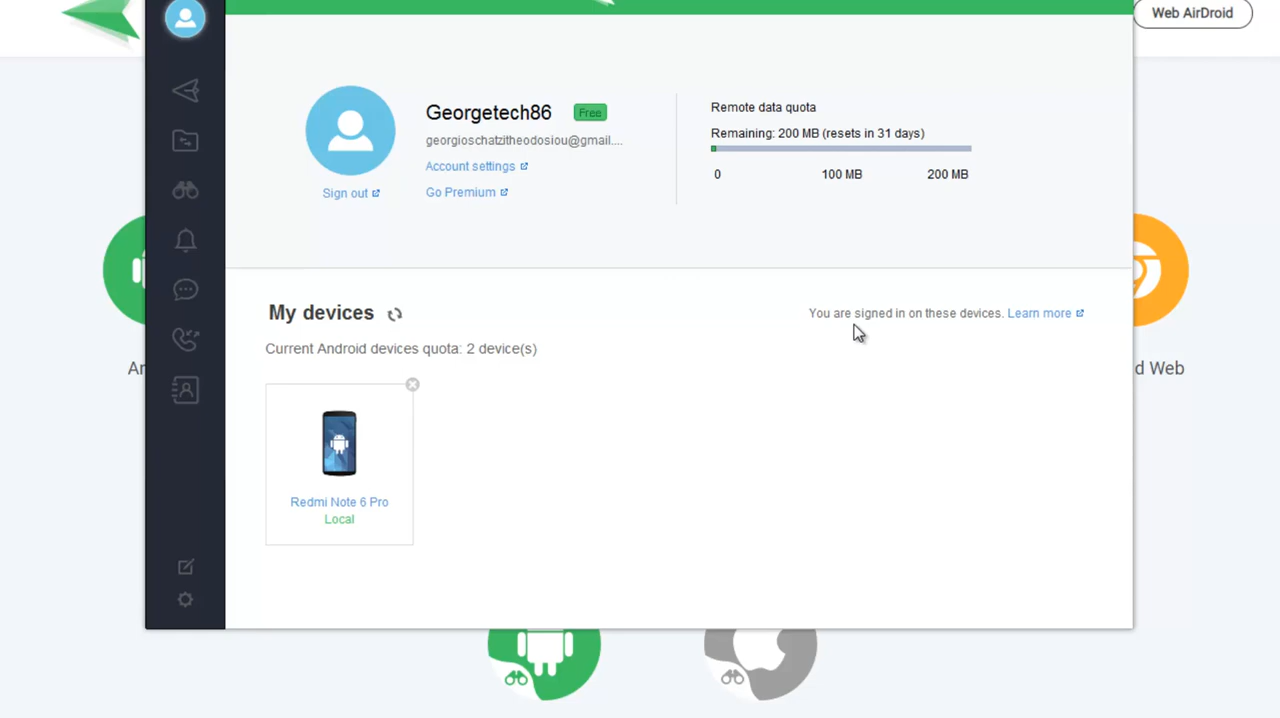 Web AirDroid
Georgetech86 Free
georgioschatzitheodosiou@gmail....
Account settings
Sign out
Go Premium
Remote data quota
Remaining: 200 MB (resets in 31 days)
0 100 MB 200 MB
My devices
You are signed in on these devices. Learn more
Current Android devices quota: 2 device(s)
Redmi Note 6 Pro
Local
d Web